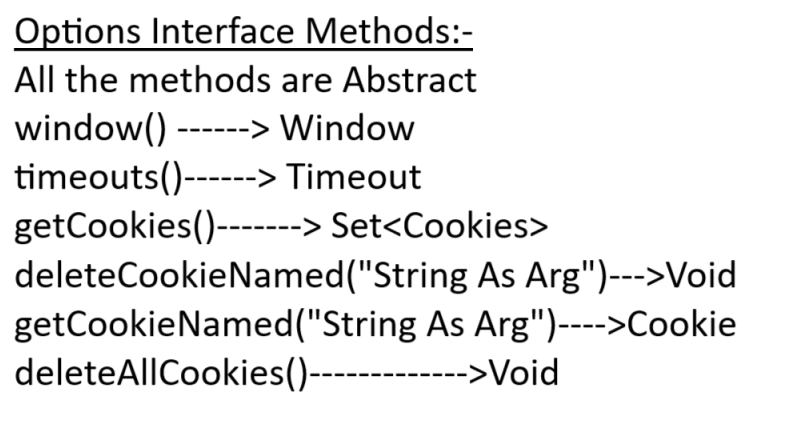 Options Interface Methods:-
All the methods are Abstract
window() ------> Window
timeouts()------> Timeout
getCookies()-------> Set<Cookies>
deleteCookieNamed("String As Arg")--->Void
getCookieNamed("String As Arg")---->Cookie
deleteAllCookies()------------->Void